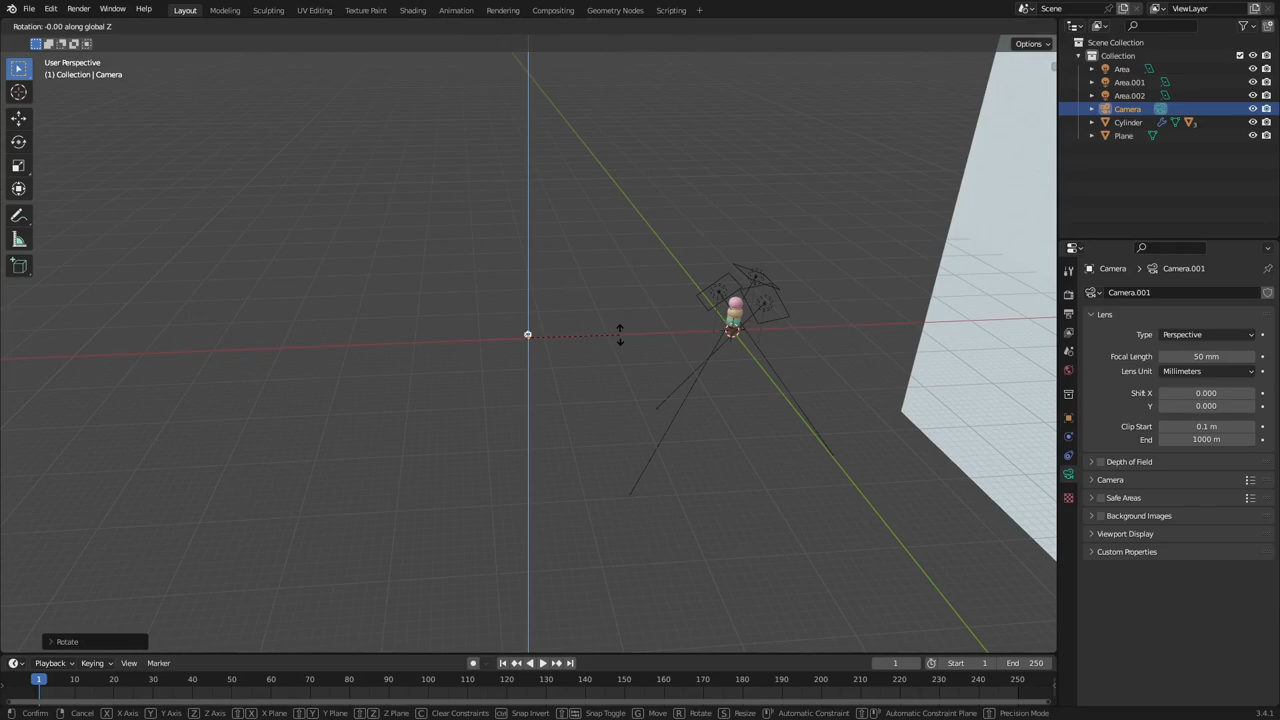 File Edit Render Window Help Layout Modeling Sculpting UV Editing Texture Paint Shading Animation Rendering Compositing Geometry Nodes Scripting + Scene ViewLayer
Rotation: -0.00 along global Z
Options
User Perspective
(1) Collection | Camera
Scene Collection
Collection
Area
Area.001
Area.002
Camera
Cylinder 3
Plane
Camera Camera.001
Camera.001
Lens
Type Perspective
Focal Length 50 mm
Lens Unit Millimeters
Shift X 0.000
Y 0.000
Clip Start 0.1 m
End 1000 m
Depth of Field
Camera
Safe Areas
Background Images
Viewport Display
Custom Properties
Rotate
Playback Keying View Marker 1 Start 1 End 250
1 10 20 30 40 50 60 70 80 90 100 110 120 130 140 150 160 170 180 190 200 210 220 230 240 250
Confirm Cancel X X Axis Y Y Axis Z Z Axis X X Plane Y Y Plane Z Z Plane C Clear Constraints Snap Invert Snap Toggle G Move R Rotate S Resize Automatic Constraint Automatic Constraint Plane Precision Mode 3.4.1